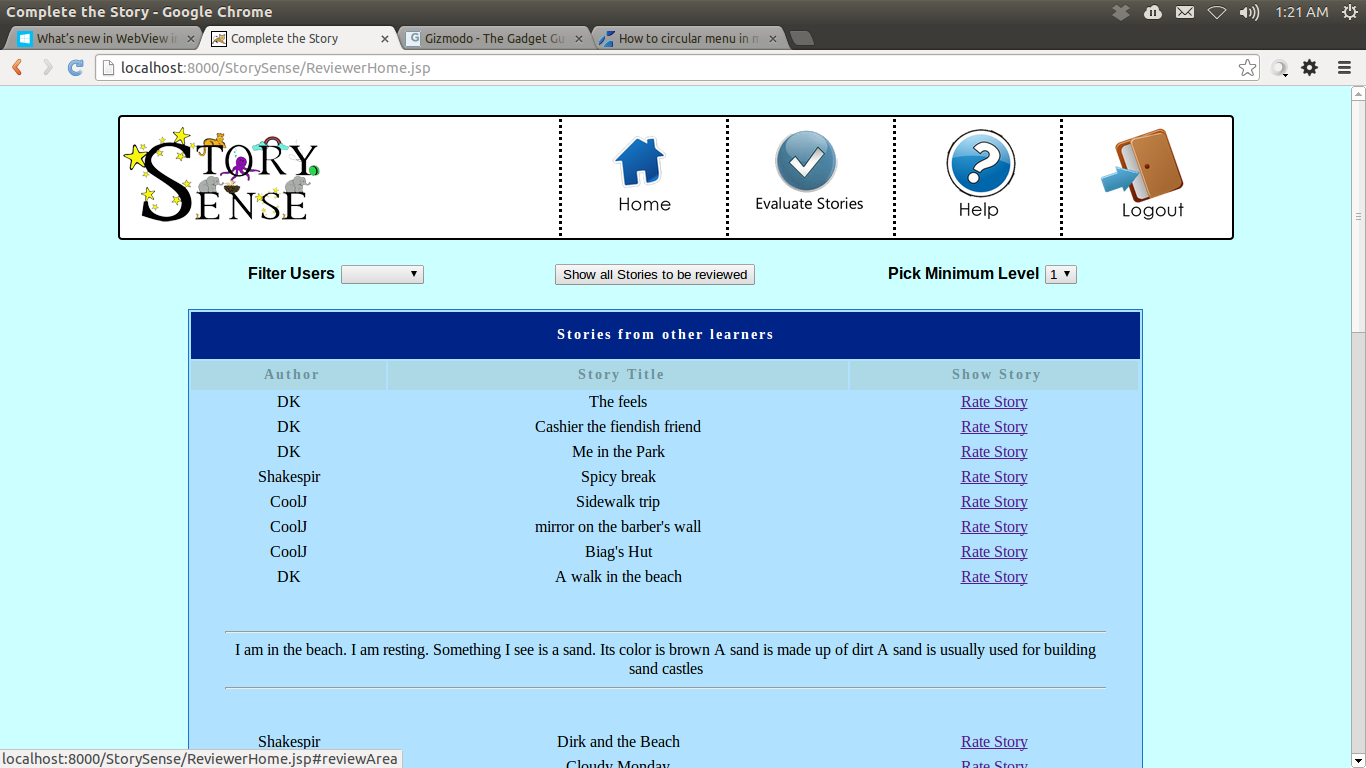 Complete the Story - Google Chrome
1:21 AM
What's new in WebView i
Complete the Story
Gizmodo - The Gadget Gu
How to circular menu in
localhost:8000/StorySense/ReviewerHome.jsp
STORY
SENSE
Home
Evaluate Stories
Help
Logout
Filter Users
Show all Stories to be reviewed
Pick Minimum Level 1
Stories from other learners
Author Story Title Show Story
DK The feels Rate Story
DK Cashier the fiendish friend Rate Story
DK Me in the Park Rate Story
Shakespir Spicy break Rate Story
CoolJ Sidewalk trip Rate Story
CoolJ mirror on the barber's wall Rate Story
CoolJ Biag's Hut Rate Story
DK A walk in the beach Rate Story
I am in the beach. I am resting. Something I see is a sand. Its color is brown A sand is made up of dirt A sand is usually used for building
sand castles
Shakespir Dirk and the Beach Rate Story
Cloudy Monday Rate Story
localhost:8000/StorySense/ReviewerHome.jsp#reviewArea